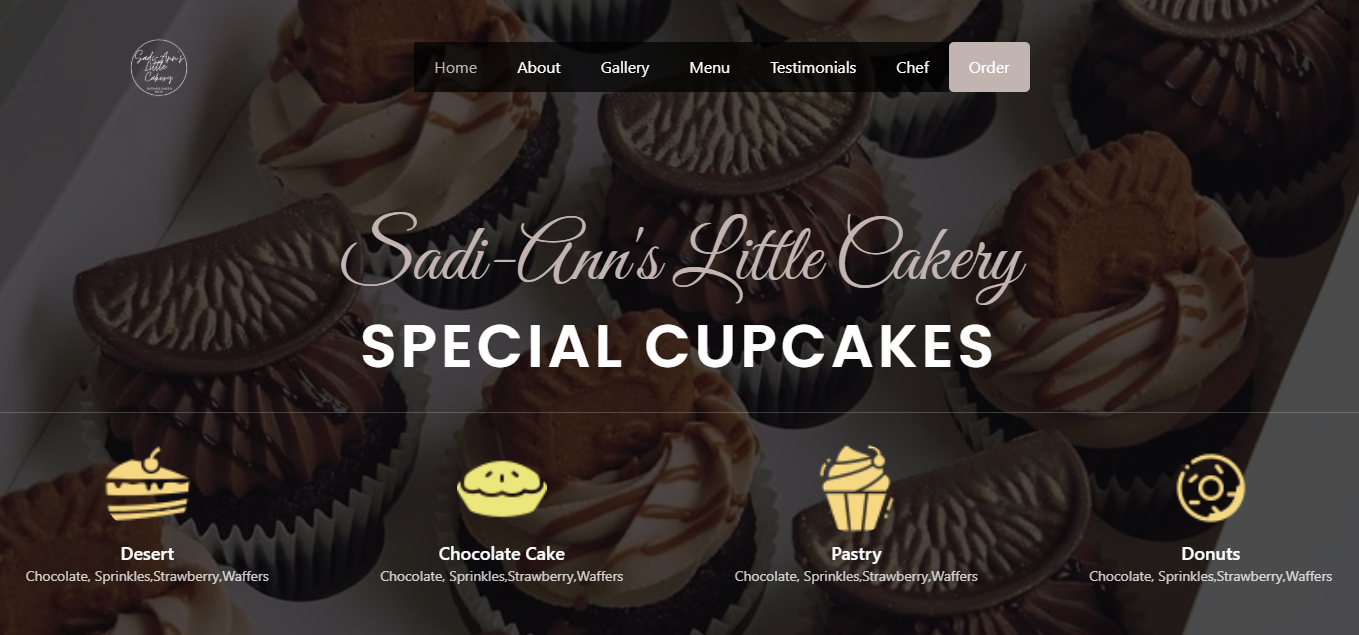 Sadi-Ann's
Little
Cakery
Home About Gallery Menu Testimonials Chef Order
Sadi-Ann's Little Cakery
SPECIAL CUPCAKES
Desert Chocolate Cake Pastry Donuts
Chocolate, Sprinkles,Strawberry,Waffers Chocolate, Sprinkles,Strawberry,Waffers Chocolate, Sprinkles,Strawberry,Waffers Chocolate, Sprinkles,Strawberry,Waffers